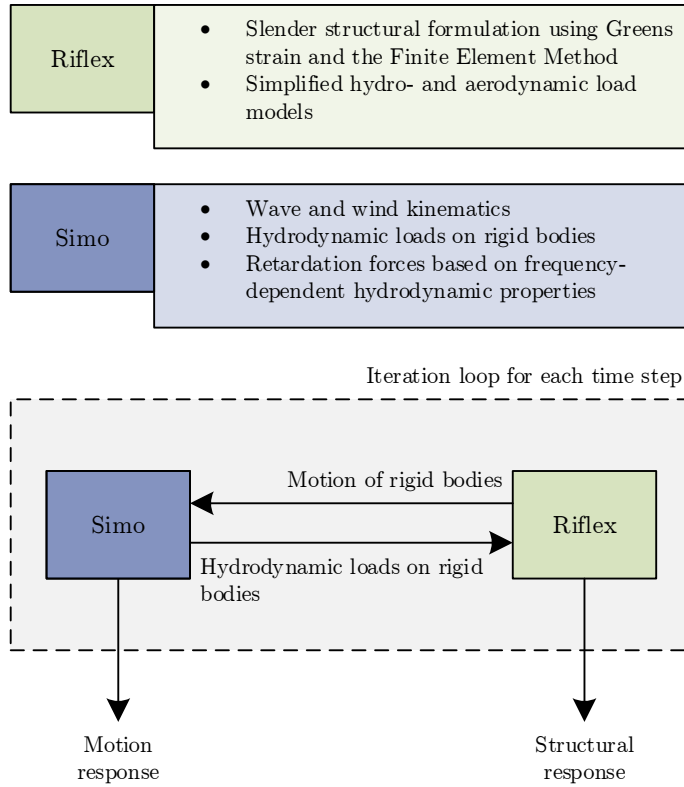 Riflex
• Slender structural formulation using Greens
strain and the Finite Element Method
• Simplified hydro- and aerodynamic load
models
Simo
• Wave and wind kinematics
• Hydrodynamic loads on rigid bodies
• Retardation forces based on frequency-
dependent hydrodynamic properties
Iteration loop for each time step
Motion of rigid bodies
Simo
Riflex
Hydrodynamic loads on rigid
bodies
Motion
response
Structural
response